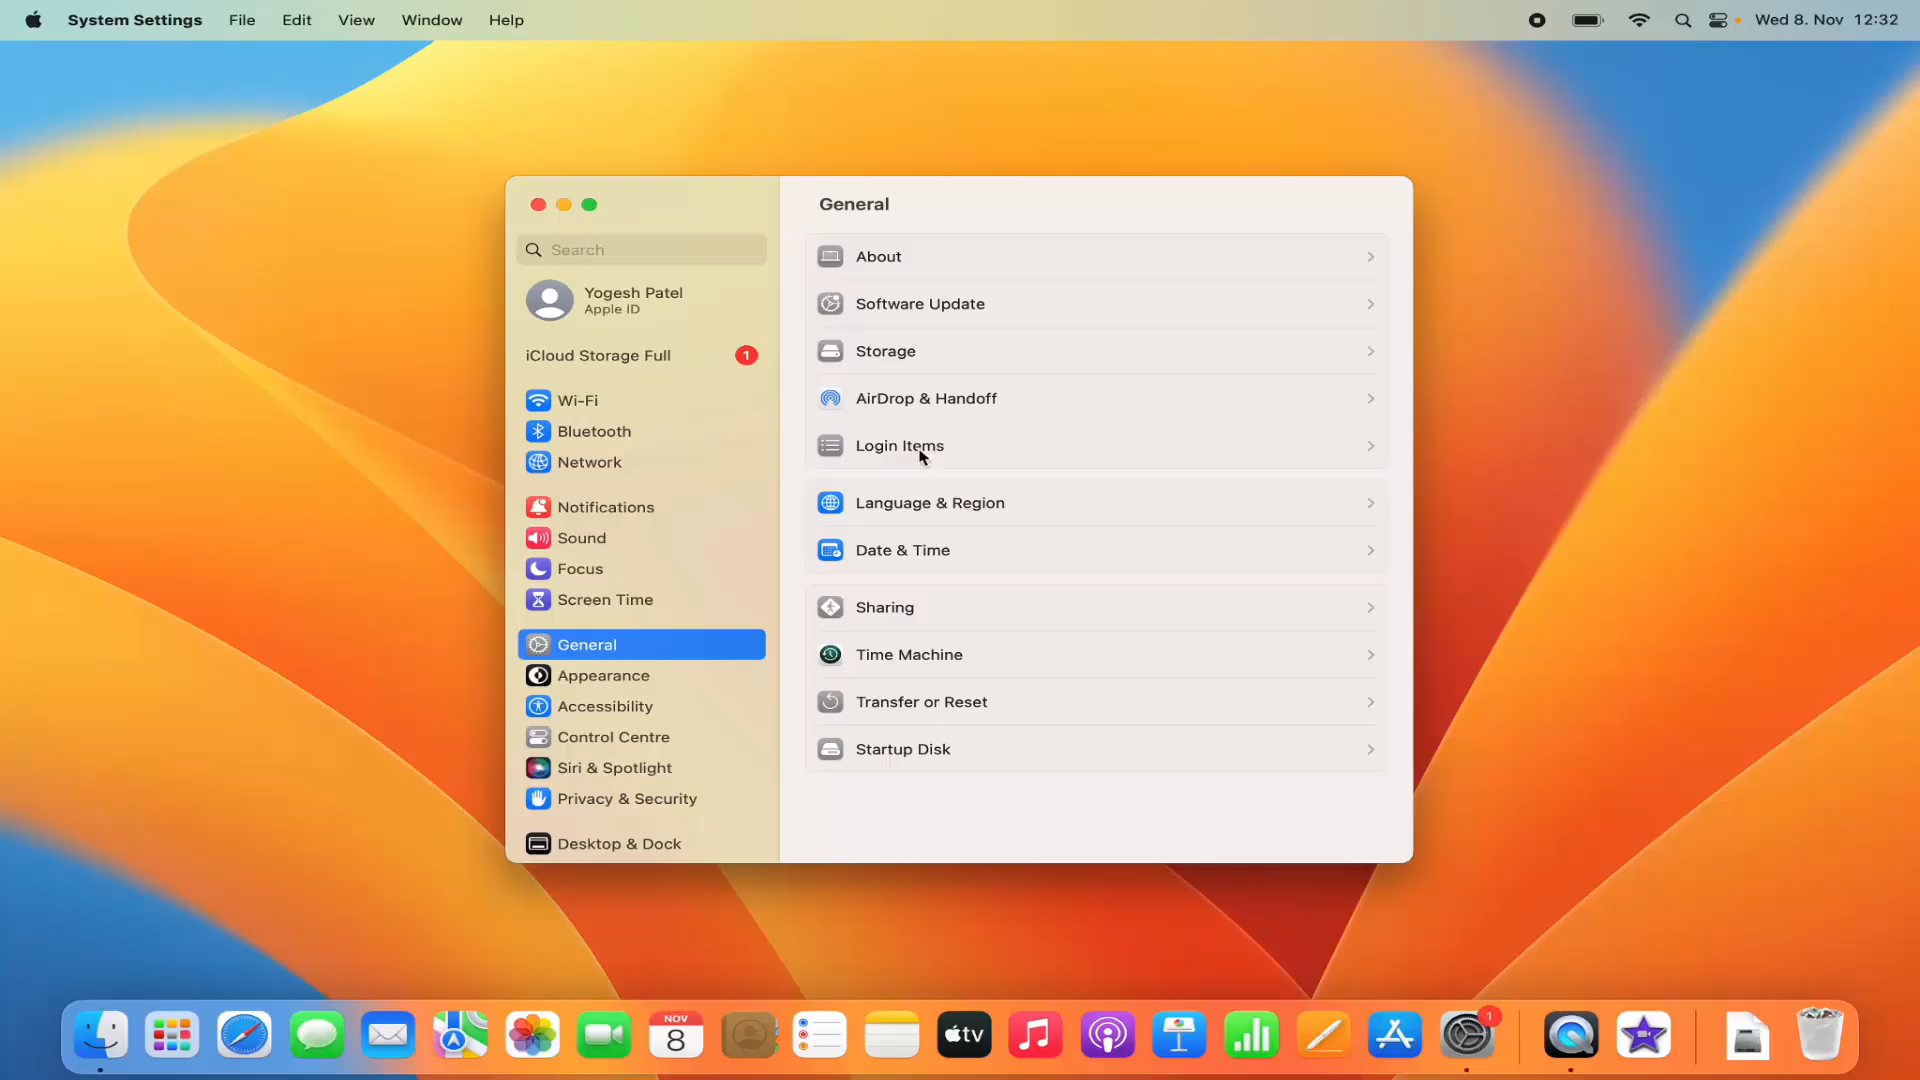 System Settings File Edit View Window Help Wed 8. Nov 12:32
General
Search
Yogesh Patel
Apple ID
iCloud Storage Full 1
Wi-Fi
Bluetooth
Network
Notifications
Sound
Focus
Screen Time
General
Appearance
Accessibility
Control Centre
Siri & Spotlight
Privacy & Security
Desktop & Dock
About
Software Update
Storage
AirDrop & Handoff
Login Items
Language & Region
Date & Time
Sharing
Time Machine
Transfer or Reset
Startup Disk
NOV
8
tv
1